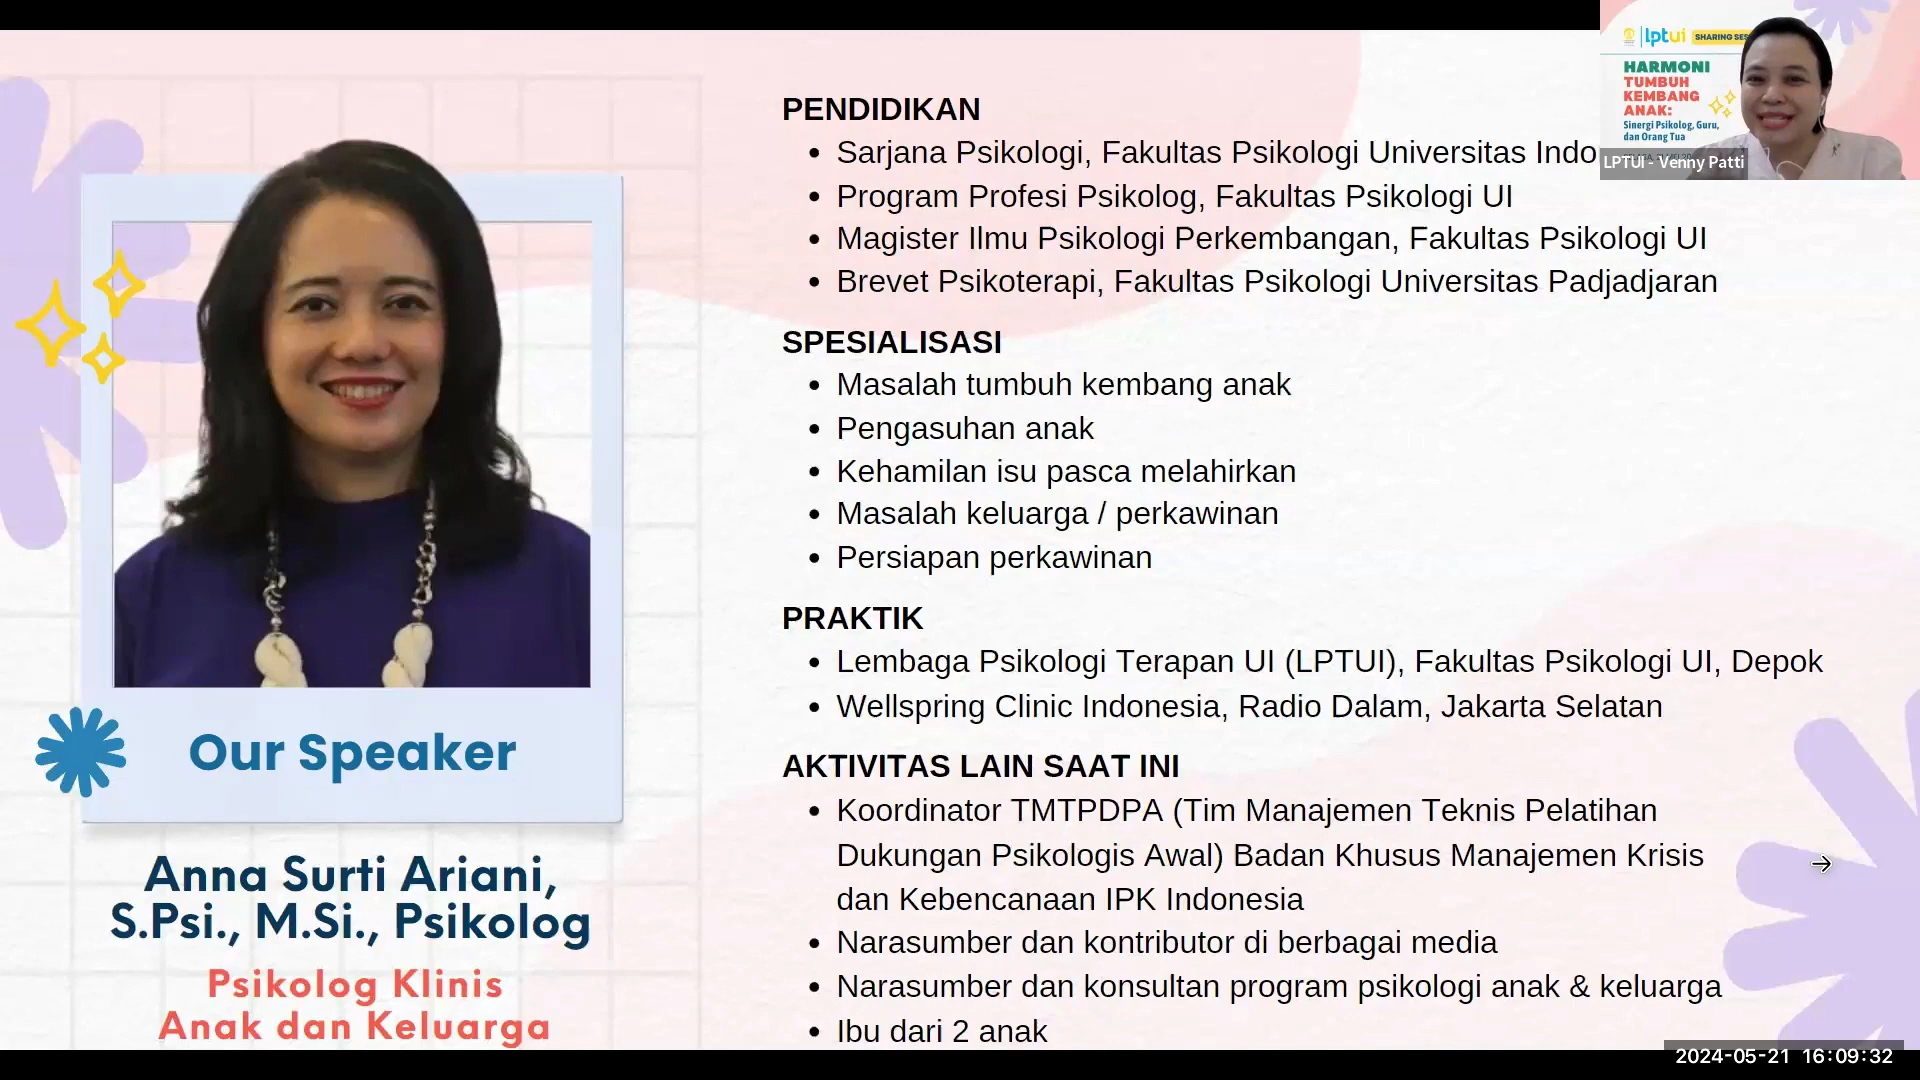 PENDIDIKAN
Sarjana Psikologi, Fakultas Psikologi Universitas Indo
Program Profesi Psikolog, Fakultas Psikologi UI
Magister Ilmu Psikologi Perkembangan, Fakultas Psikologi UI
Brevet Psikoterapi, Fakultas Psikologi Universitas Padjadjaran
SPESIALISASI
Masalah tumbuh kembang anak
Pengasuhan anak
Kehamilan isu pasca melahirkan
Masalah keluarga / perkawinan
Persiapan perkawinan
PRAKTIK
Lembaga Psikologi Terapan UI (LPTUI), Fakultas Psikologi UI, Depok
Wellspring Clinic Indonesia, Radio Dalam, Jakarta Selatan
AKTIVITAS LAIN SAAT INI
Koordinator TMTPDPA (Tim Manajemen Teknis Pelatihan
Dukungan Psikologis Awal) Badan Khusus Manajemen Krisis
dan Kebencanaan IPK Indonesia
Narasumber dan kontributor di berbagai media
Narasumber dan konsultan program psikologi anak & keluarga
Ibu dari 2 anak
Our Speaker
Anna Surti Ariani,
S.Psi., M.Si., Psikolog
Psikolog Klinis
Anak dan Keluarga
lptui SHARING SES
HARMONI
TUMBUH
KEMBANG
ANAK:
Sinergi Psikolog, Guru,
dan Orang Tua
LPTUI - Venny Patti
2024-05-21 16:09:32